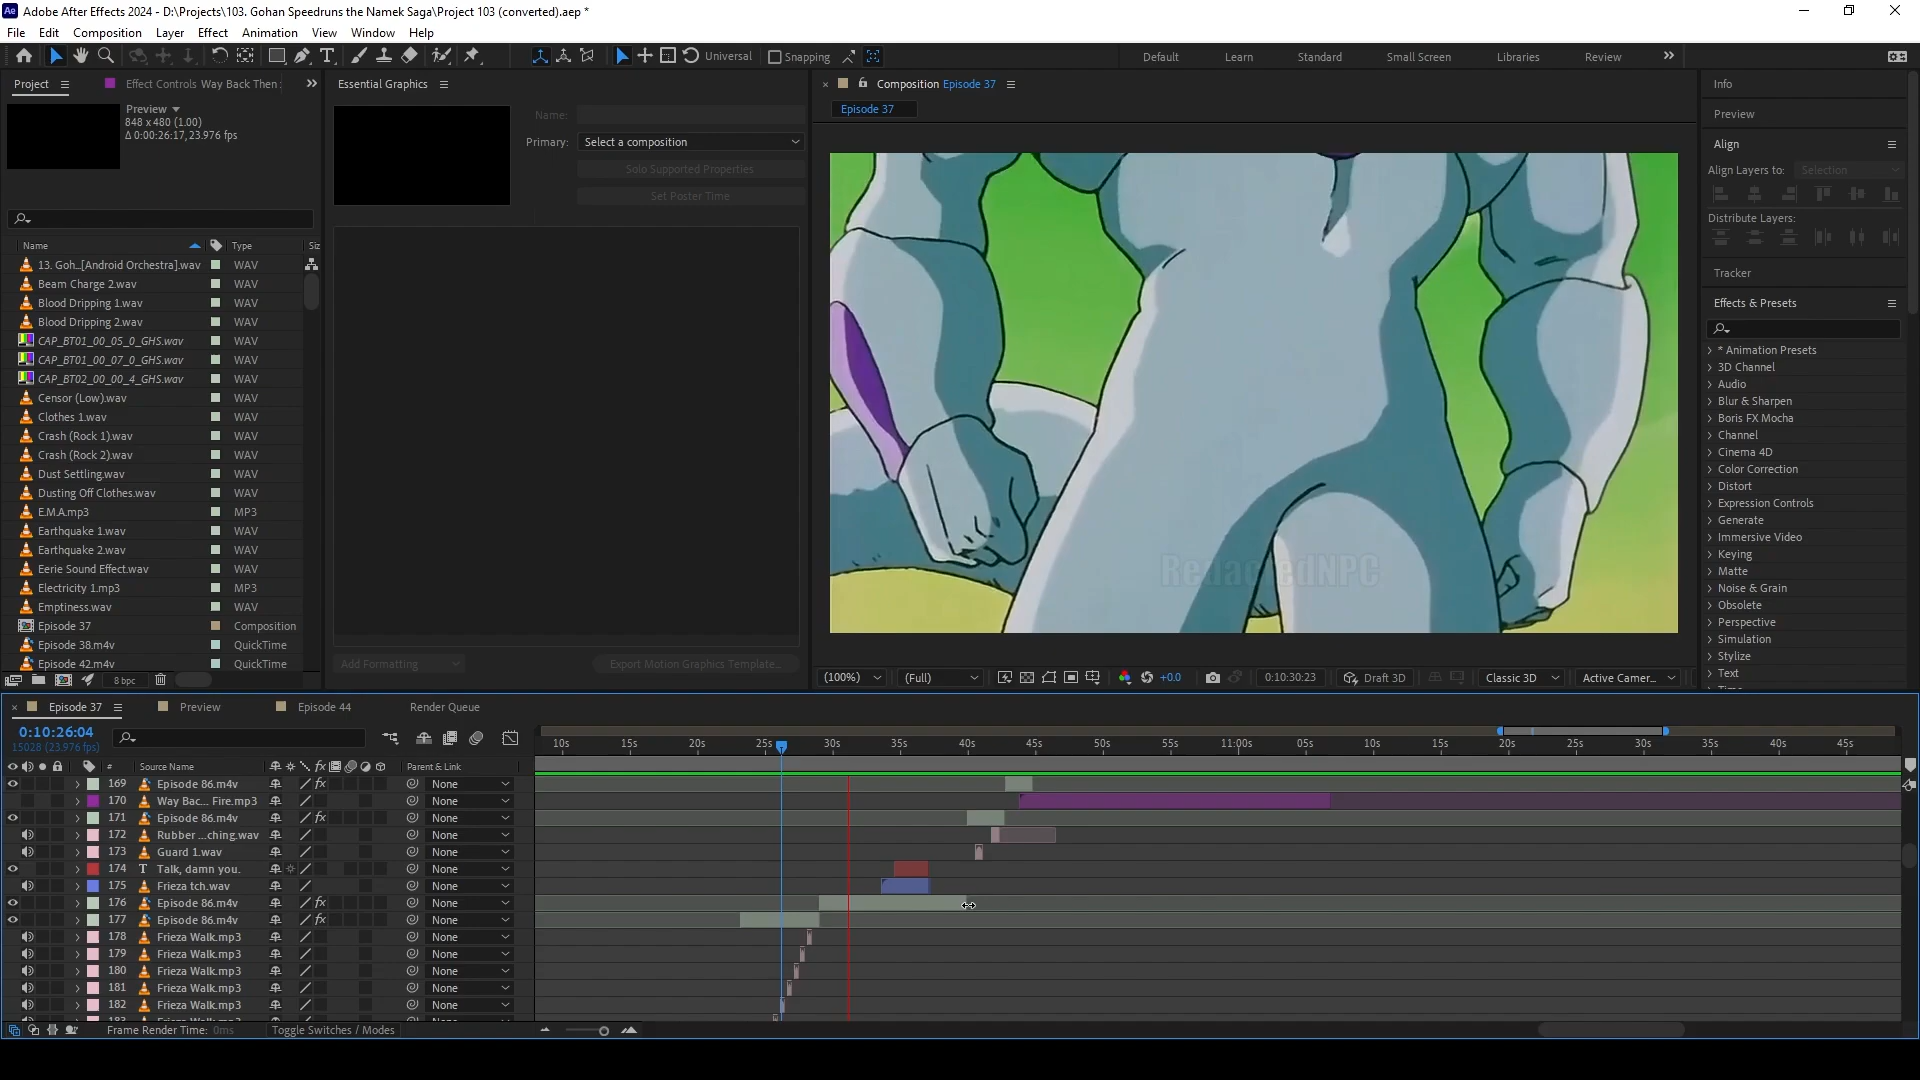 Adobe After Effects 2024 - D:\Projects\103. Gohan Speedruns the Namek Saga\Project 103 (converted).aep *
File Edit Composition Layer Effect Animation View Window Help
Universal Snapping Default Learn Standard Small Screen Libraries Review
Project Effect Controls Way Back Then :
Preview
848 x 480 (1.00)
Δ 0:00:26:17, 23.976 fps
Name Type Siz
13. Goh...[Android Orchestra].wav WAV
Beam Charge 2.wav WAV
Blood Dripping 1.wav WAV
Blood Dripping 2.wav WAV
CAP_BT01_00_05_0_GHS.wav WAV
CAP_BT01_00_07_0_GHS.wav WAV
CAP_BT02_00_00_4_GHS.wav WAV
Censor (Low).wav WAV
Clothes 1.wav WAV
Crash (Rock 1).wav WAV
Crash (Rock 2).wav WAV
Dust Settling.wav WAV
Dusting Off Clothes.wav WAV
E.M.A.mp3 MP3
Earthquake 1.wav WAV
Earthquake 2.wav WAV
Eerie Sound Effect.wav WAV
Electricity 1.mp3 MP3
Emptiness.wav WAV
Episode 37 Composition
Episode 38.m4v QuickTime
Episode 42.m4v QuickTime
8 bpc
Essential Graphics
Name:
Primary: Select a composition
Solo Supported Properties
Set Poster Time
Add Formatting Export Motion Graphics Template...
Composition Episode 37
Episode 37
RedactedNPC
(100%) (Full) +0.0 0:10:30:23 Draft 3D Classic 3D Active Camer...
Info
Preview
Align
Align Layers to: Selection
Distribute Layers:
Tracker
Effects & Presets
* Animation Presets
3D Channel
Audio
Blur & Sharpen
Boris FX Mocha
Channel
Cinema 4D
Color Correction
Distort
Expression Controls
Generate
Immersive Video
Keying
Matte
Noise & Grain
Obsolete
Perspective
Simulation
Stylize
Text
Episode 37 Preview Episode 44 Render Queue
0:10:26:04
15028 (23.976 fps)
10s 15s 20s 25s 30s 35s 40s 45s 50s 55s 11:00s 05s 10s 15s 20s 25s 30s 35s 40s 45s
# Source Name Parent & Link
169 Episode 86.m4v None
170 Way Bac... Fire.mp3 None
171 Episode 86.m4v None
172 Rubber ...ching.wav None
173 Guard 1.wav None
174 T Talk, damn you. None
175 Frieza tch.wav None
176 Episode 86.m4v None
177 Episode 86.m4v None
178 Frieza Walk.mp3 None
179 Frieza Walk.mp3 None
180 Frieza Walk.mp3 None
181 Frieza Walk.mp3 None
182 Frieza Walk.mp3 None
Frame Render Time: 0ms Toggle Switches / Modes